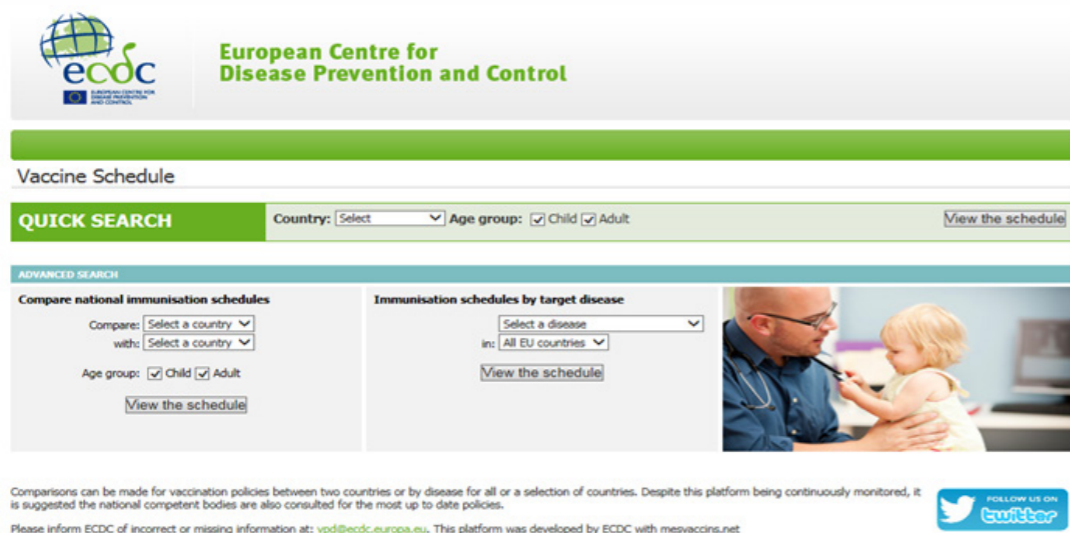 ecdc
EUROPEAN CENTRE FOR
DISEASE PREVENTION
AND CONTROL
European Centre for
Disease Prevention and Control
Vaccine Schedule
QUICK SEARCH
Country: Select Age group: Child Adult
View the schedule
ADVANCED SEARCH
Compare national immunisation schedules
Compare: Select a country
with: Select a country
Age group: Child Adult
View the schedule
Immunisation schedules by target disease
Select a disease
in: All EU countries
View the schedule
Comparisons can be made for vaccination policies between two countries or by disease for all or a selection of countries. Despite this platform being continuously monitored, it
is suggested the national competent bodies are also consulted for the most up to date policies.
Please inform ECDC of incorrect or missing information at: vpd@ecdc.europa.eu. This platform was developed by ECDC with mesvaccins.net
FOLLOW US ON
twitter